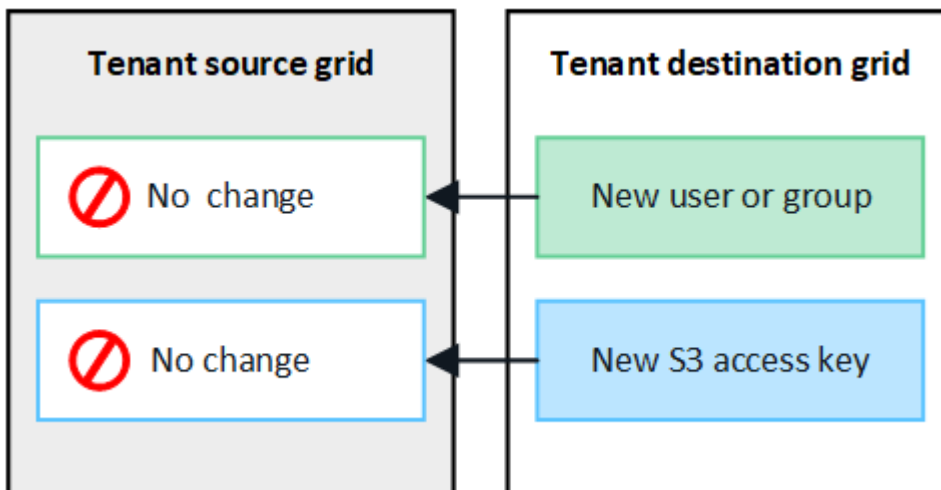 Tenant source grid
Tenant destination grid
No change
New user or group
No change
New S3 access key